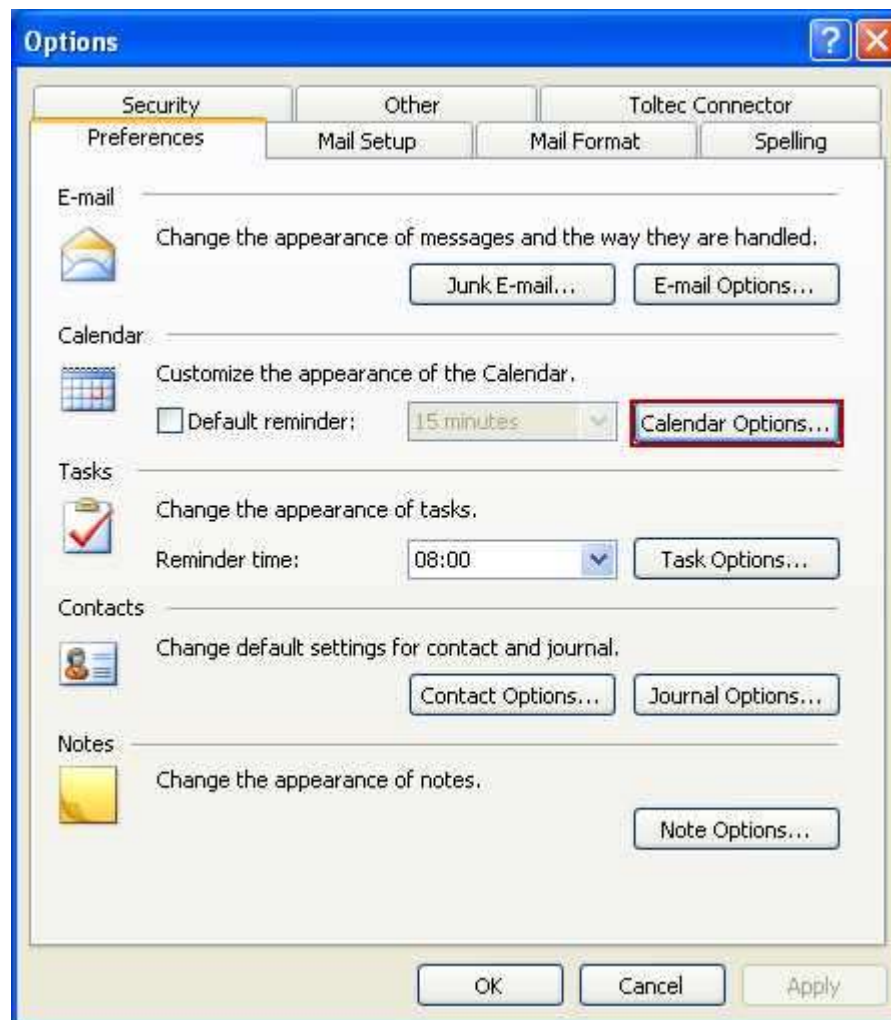 Options
Security Other Toltec Connector
Preferences Mail Setup Mail Format Spelling
E-mail
Change the appearance of messages and the way they are handled.
Junk E-mail... E-mail Options...
Calendar
Customize the appearance of the Calendar.
Default reminder: 15 minutes Calendar Options...
Tasks
Change the appearance of tasks.
Reminder time: 08:00 Task Options...
Contacts
Change default settings for contact and journal.
Contact Options... Journal Options...
Notes
Change the appearance of notes.
Note Options...
OK Cancel Apply